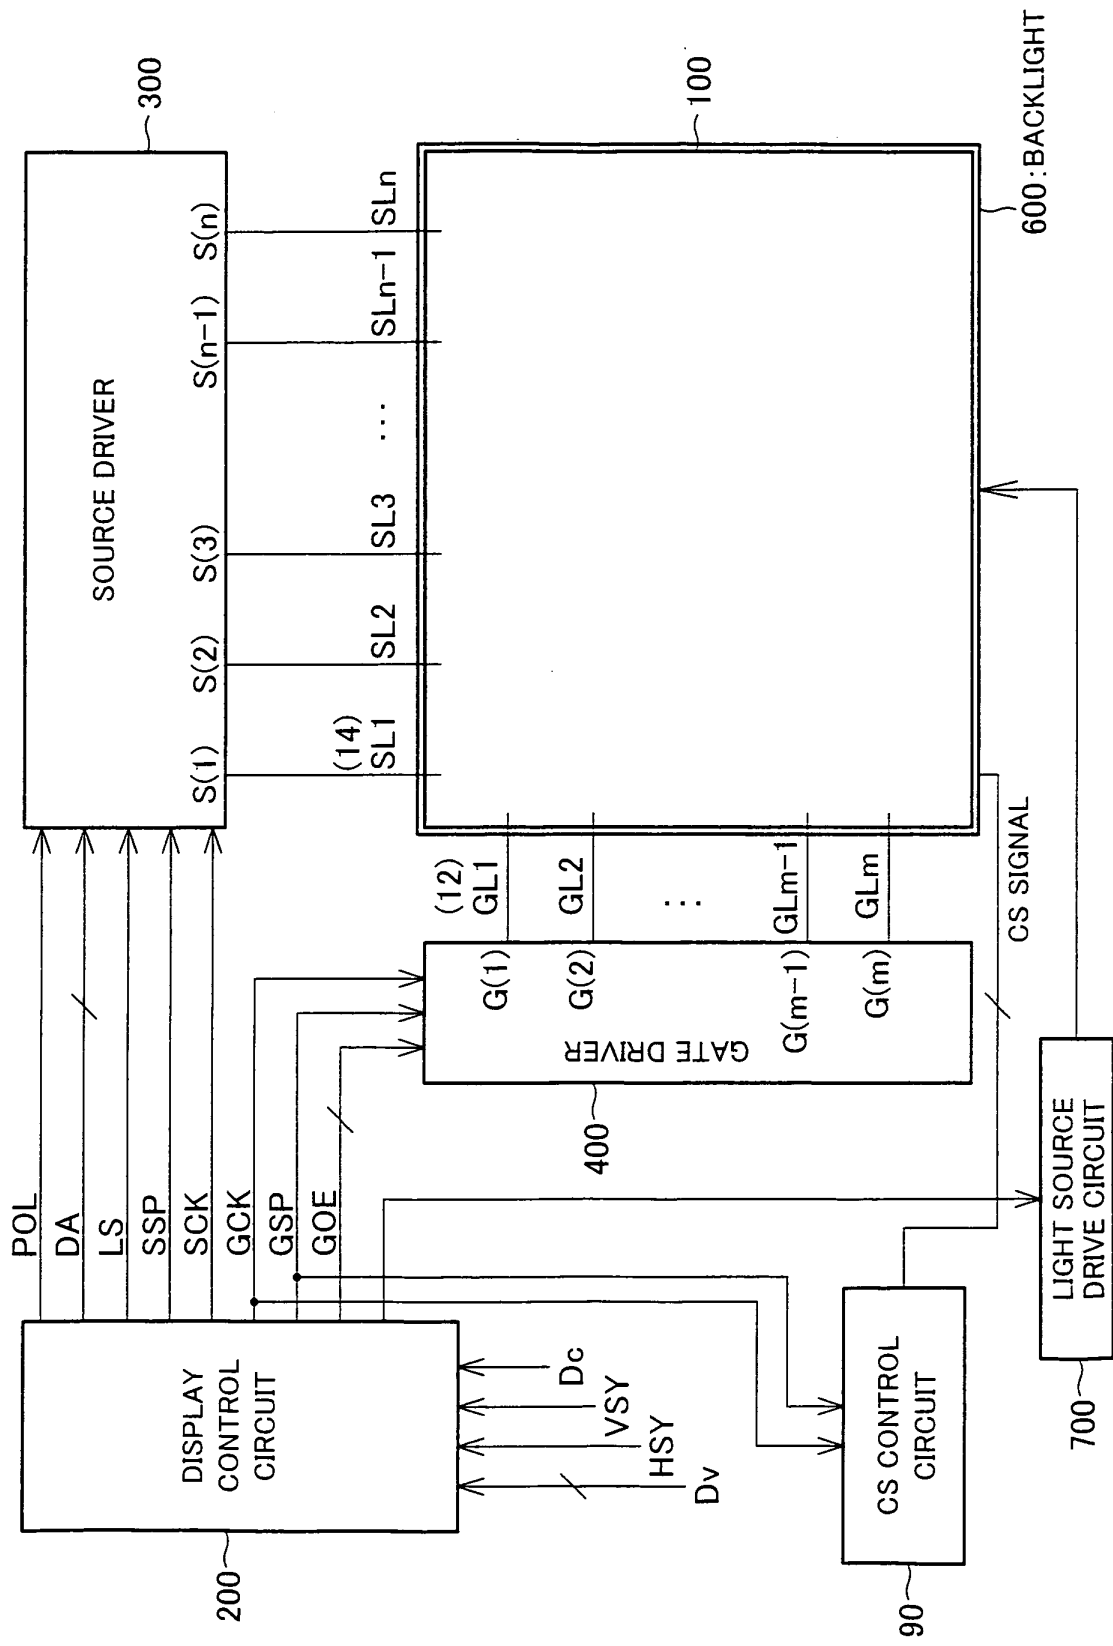 300
SOURCE DRIVER
S(1)
S(2)
S(3)
S(n-1)
S(n)
(14)
SL1
SL2
SL3
...
SLn-1
SLn
100
600:BACKLIGHT
POL
DA
LS
SSP
SCK
GCK
GSP
GOE
DISPLAY
CONTROL
CIRCUIT
200
Dv
HSY
VSY
Dc
400
GATE DRIVER
G(1)
G(2)
G(m-1)
G(m)
(12)
GL1
GL2
...
GLm-1
GLm
CS SIGNAL
CS CONTROL
CIRCUIT
90
LIGHT SOURCE
DRIVE CIRCUIT
700